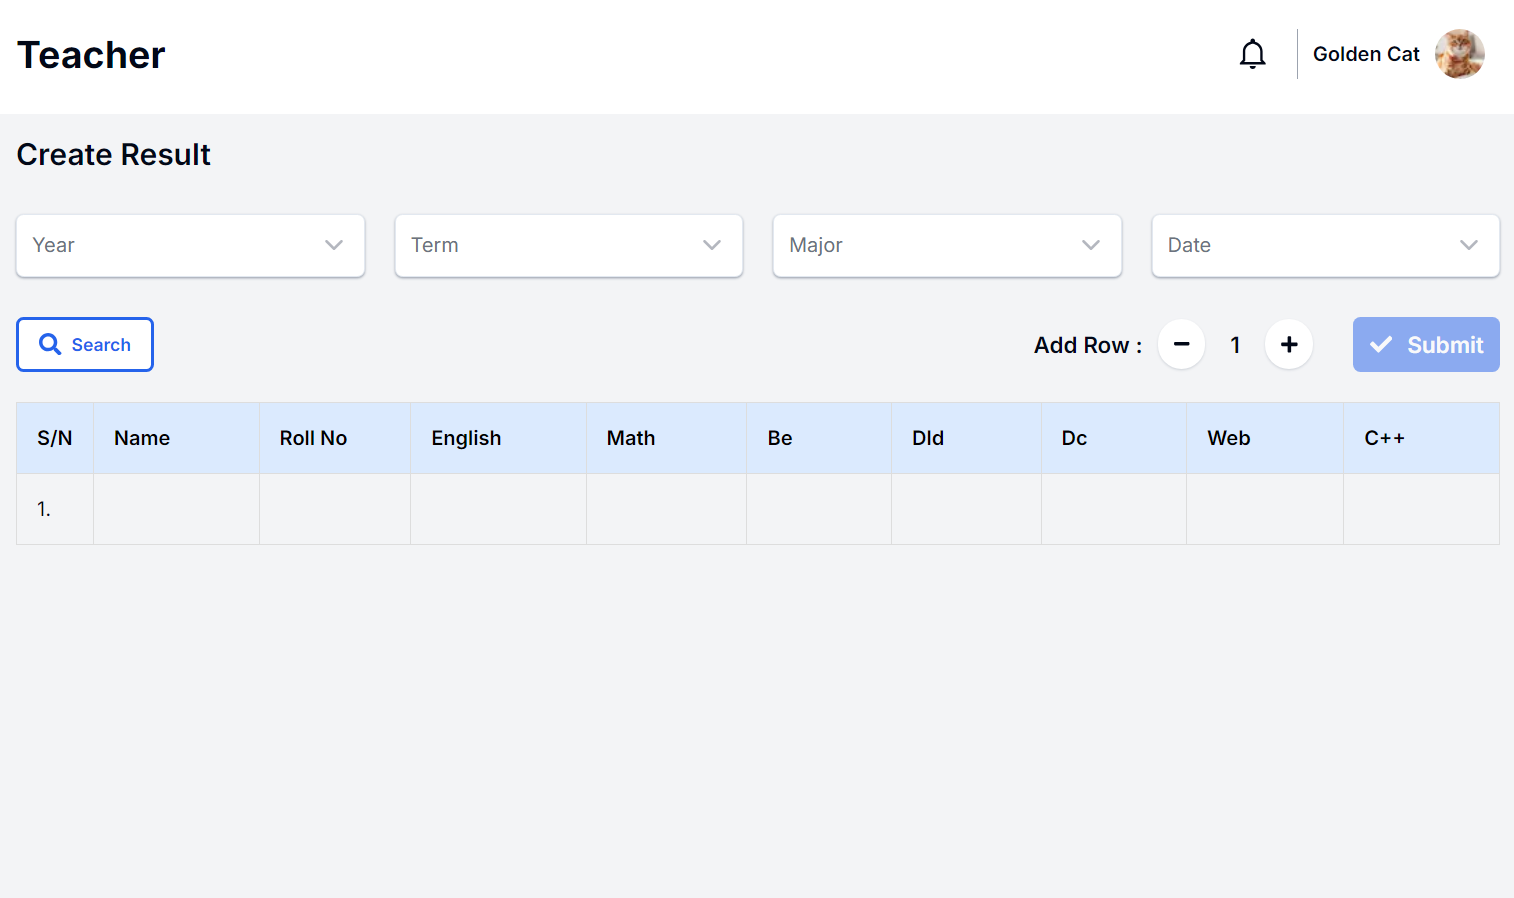 Teacher
Golden Cat
Create Result
Year
Term
Major
Date
Search
Add Row :
1
Submit
S/N Name Roll No English Math Be Dld Dc Web C++
1.